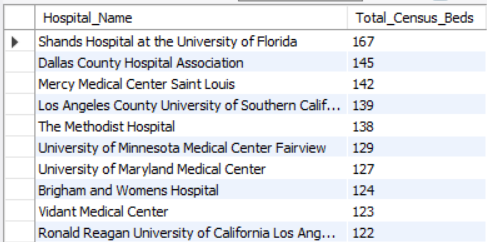 Hospital_Name Total_Census_Beds
Shands Hospital at the University of Florida 167
Dallas County Hospital Association 145
Mercy Medical Center Saint Louis 142
Los Angeles County University of Southern Calif... 139
The Methodist Hospital 138
University of Minnesota Medical Center Fairview 129
University of Maryland Medical Center 127
Brigham and Womens Hospital 124
Vidant Medical Center 123
Ronald Reagan University of California Los Ang... 122